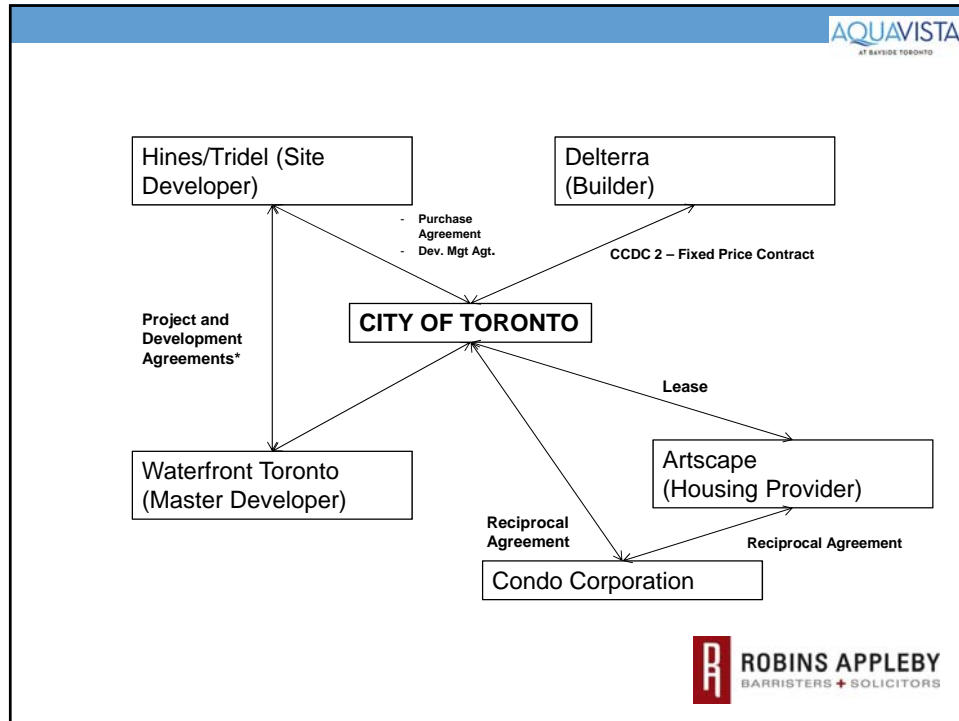 AQUAVISTA
AT BAYSIDE TORONTO
Hines/Tridel (Site
Developer)
Delterra
(Builder)
- Purchase
Agreement
- Dev. Mgt Agt.
CCDC 2 – Fixed Price Contract
Project and
Development
Agreements*
CITY OF TORONTO
Lease
Waterfront Toronto
(Master Developer)
Artscape
(Housing Provider)
Reciprocal
Agreement
Reciprocal Agreement
Condo Corporation
ROBINS APPLEBY
BARRISTERS + SOLICITORS